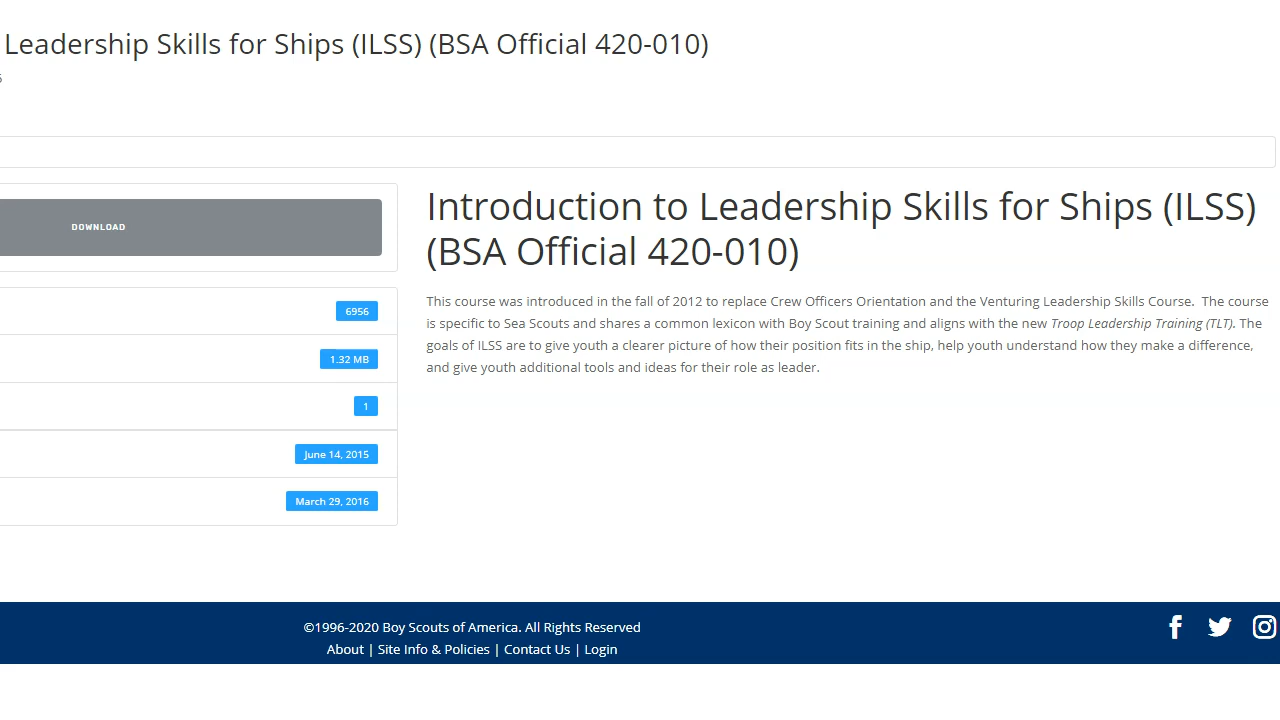 Leadership Skills for Ships (ILSS) (BSA Official 420-010)
DOWNLOAD
6956
1.32 MB
1
June 14, 2015
March 29, 2016
Introduction to Leadership Skills for Ships (ILSS)
(BSA Official 420-010)
This course was introduced in the fall of 2012 to replace Crew Officers Orientation and the Venturing Leadership Skills Course.  The course
is specific to Sea Scouts and shares a common lexicon with Boy Scout training and aligns with the new Troop Leadership Training (TLT). The
goals of ILSS are to give youth a clearer picture of how their position fits in the ship, help youth understand how they make a difference,
and give youth additional tools and ideas for their role as leader.
©1996-2020 Boy Scouts of America. All Rights Reserved
About | Site Info & Policies | Contact Us | Login